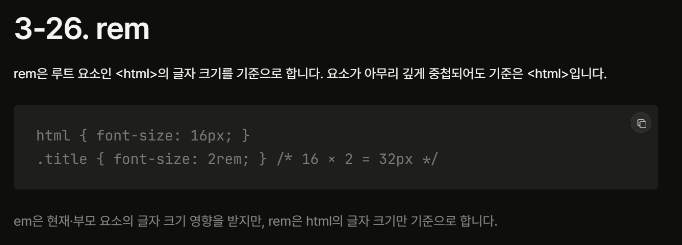 3-26. rem
rem은 루트 요소인 <html>의 글자 크기를 기준으로 합니다. 요소가 아무리 깊게 중첩되어도 기준은 <html>입니다.
html { font-size: 16px; }
.title { font-size: 2rem; } /* 16 × 2 = 32px */
em은 현재·부모 요소의 글자 크기 영향을 받지만, rem은 html의 글자 크기만 기준으로 합니다.